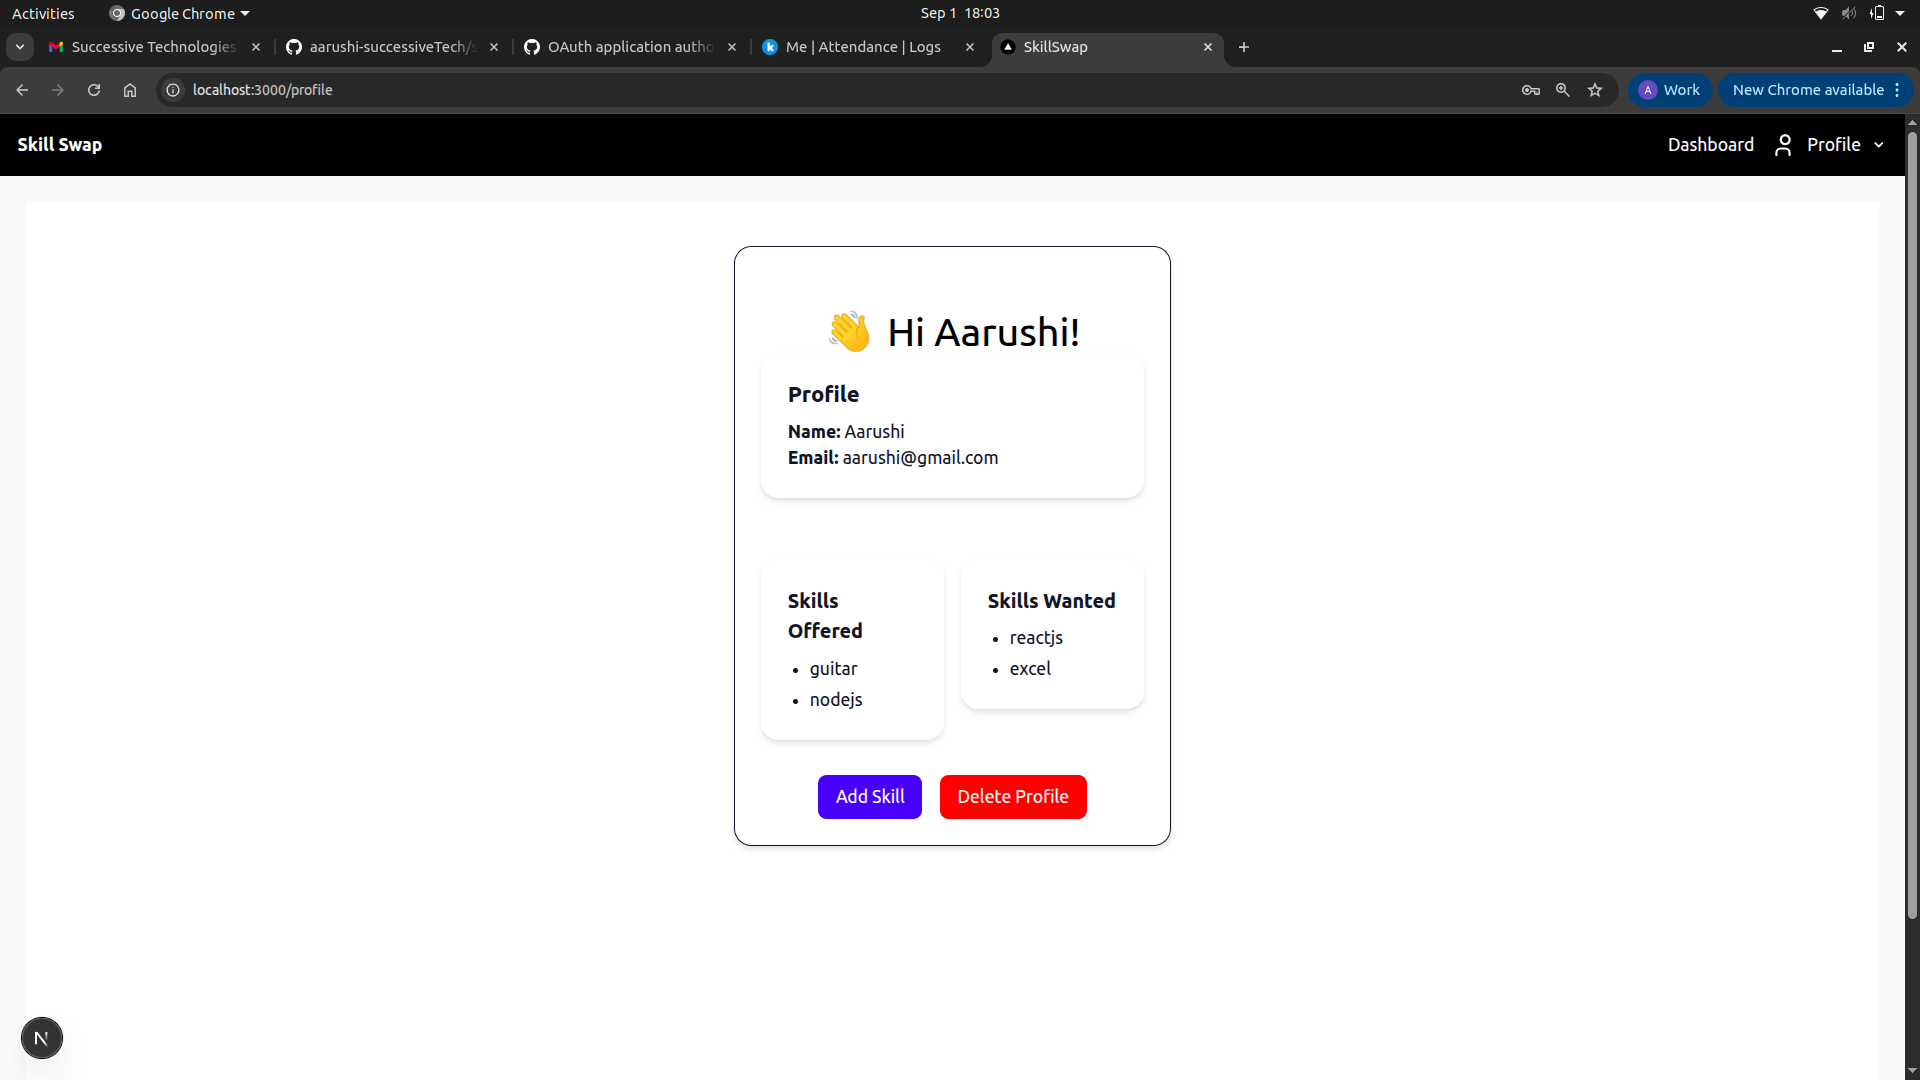 Activities Google Chrome Sep 1 18:03
Successive Technologies aarushi-successiveTech/s OAuth application autho Me | Attendance | Logs SkillSwap
localhost:3000/profile A Work New Chrome available
Skill Swap Dashboard Profile
👋 Hi Aarushi!
Profile
Name: Aarushi
Email: aarushi@gmail.com
Skills
Offered
• guitar
• nodejs
Skills Wanted
• reactjs
• excel
Add Skill Delete Profile
N